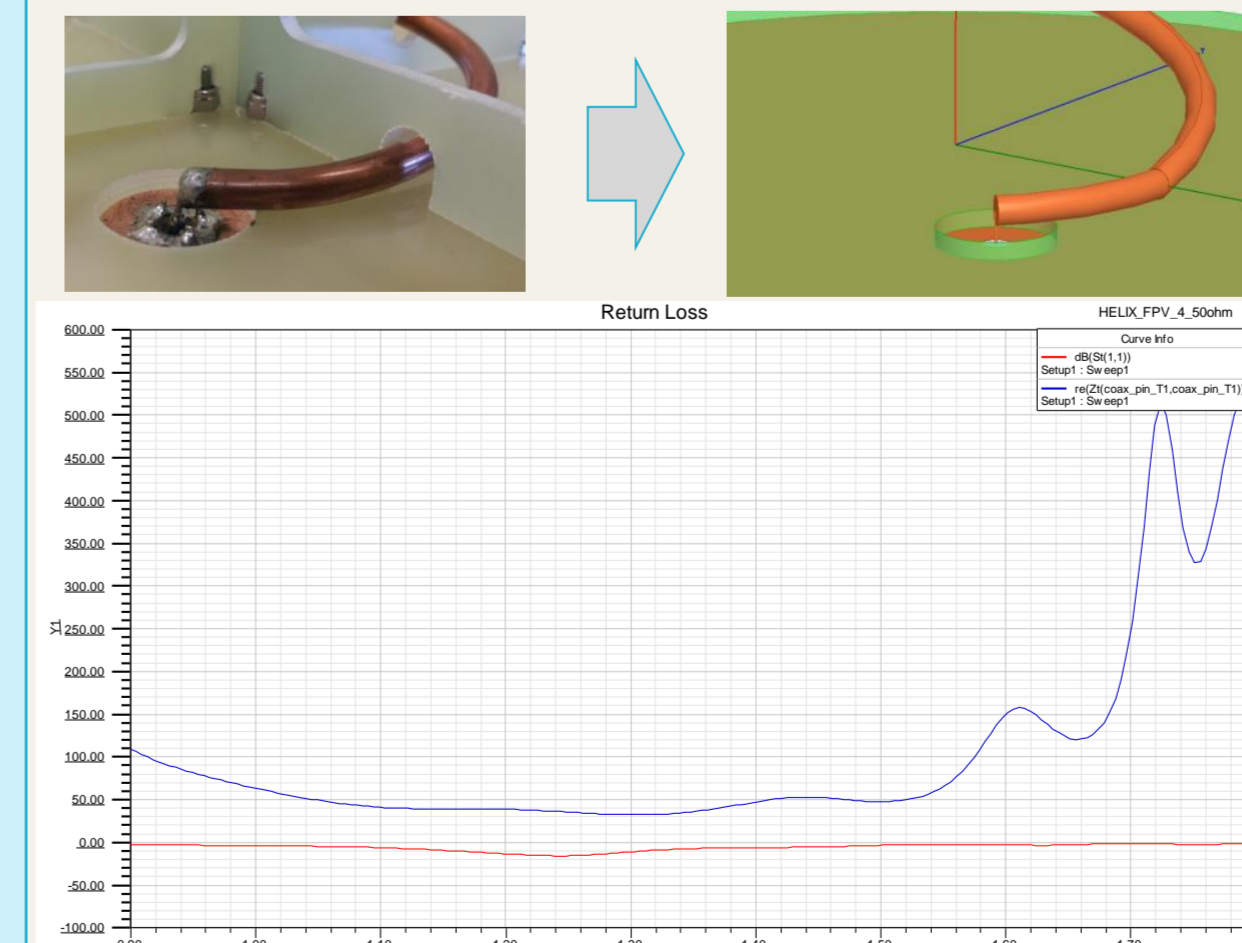 Return Loss
HELIX_FPV_4_50ohm
Curve Info
dB(St(1,1))
Setup1 : Sweep1
re(Zt(coax_pin_T1,coax_pin_T1))
Setup1 : Sweep1
600.00
550.00
500.00
450.00
400.00
350.00
300.00
Y1
250.00
200.00
150.00
100.00
50.00
0.00
-50.00
-100.00